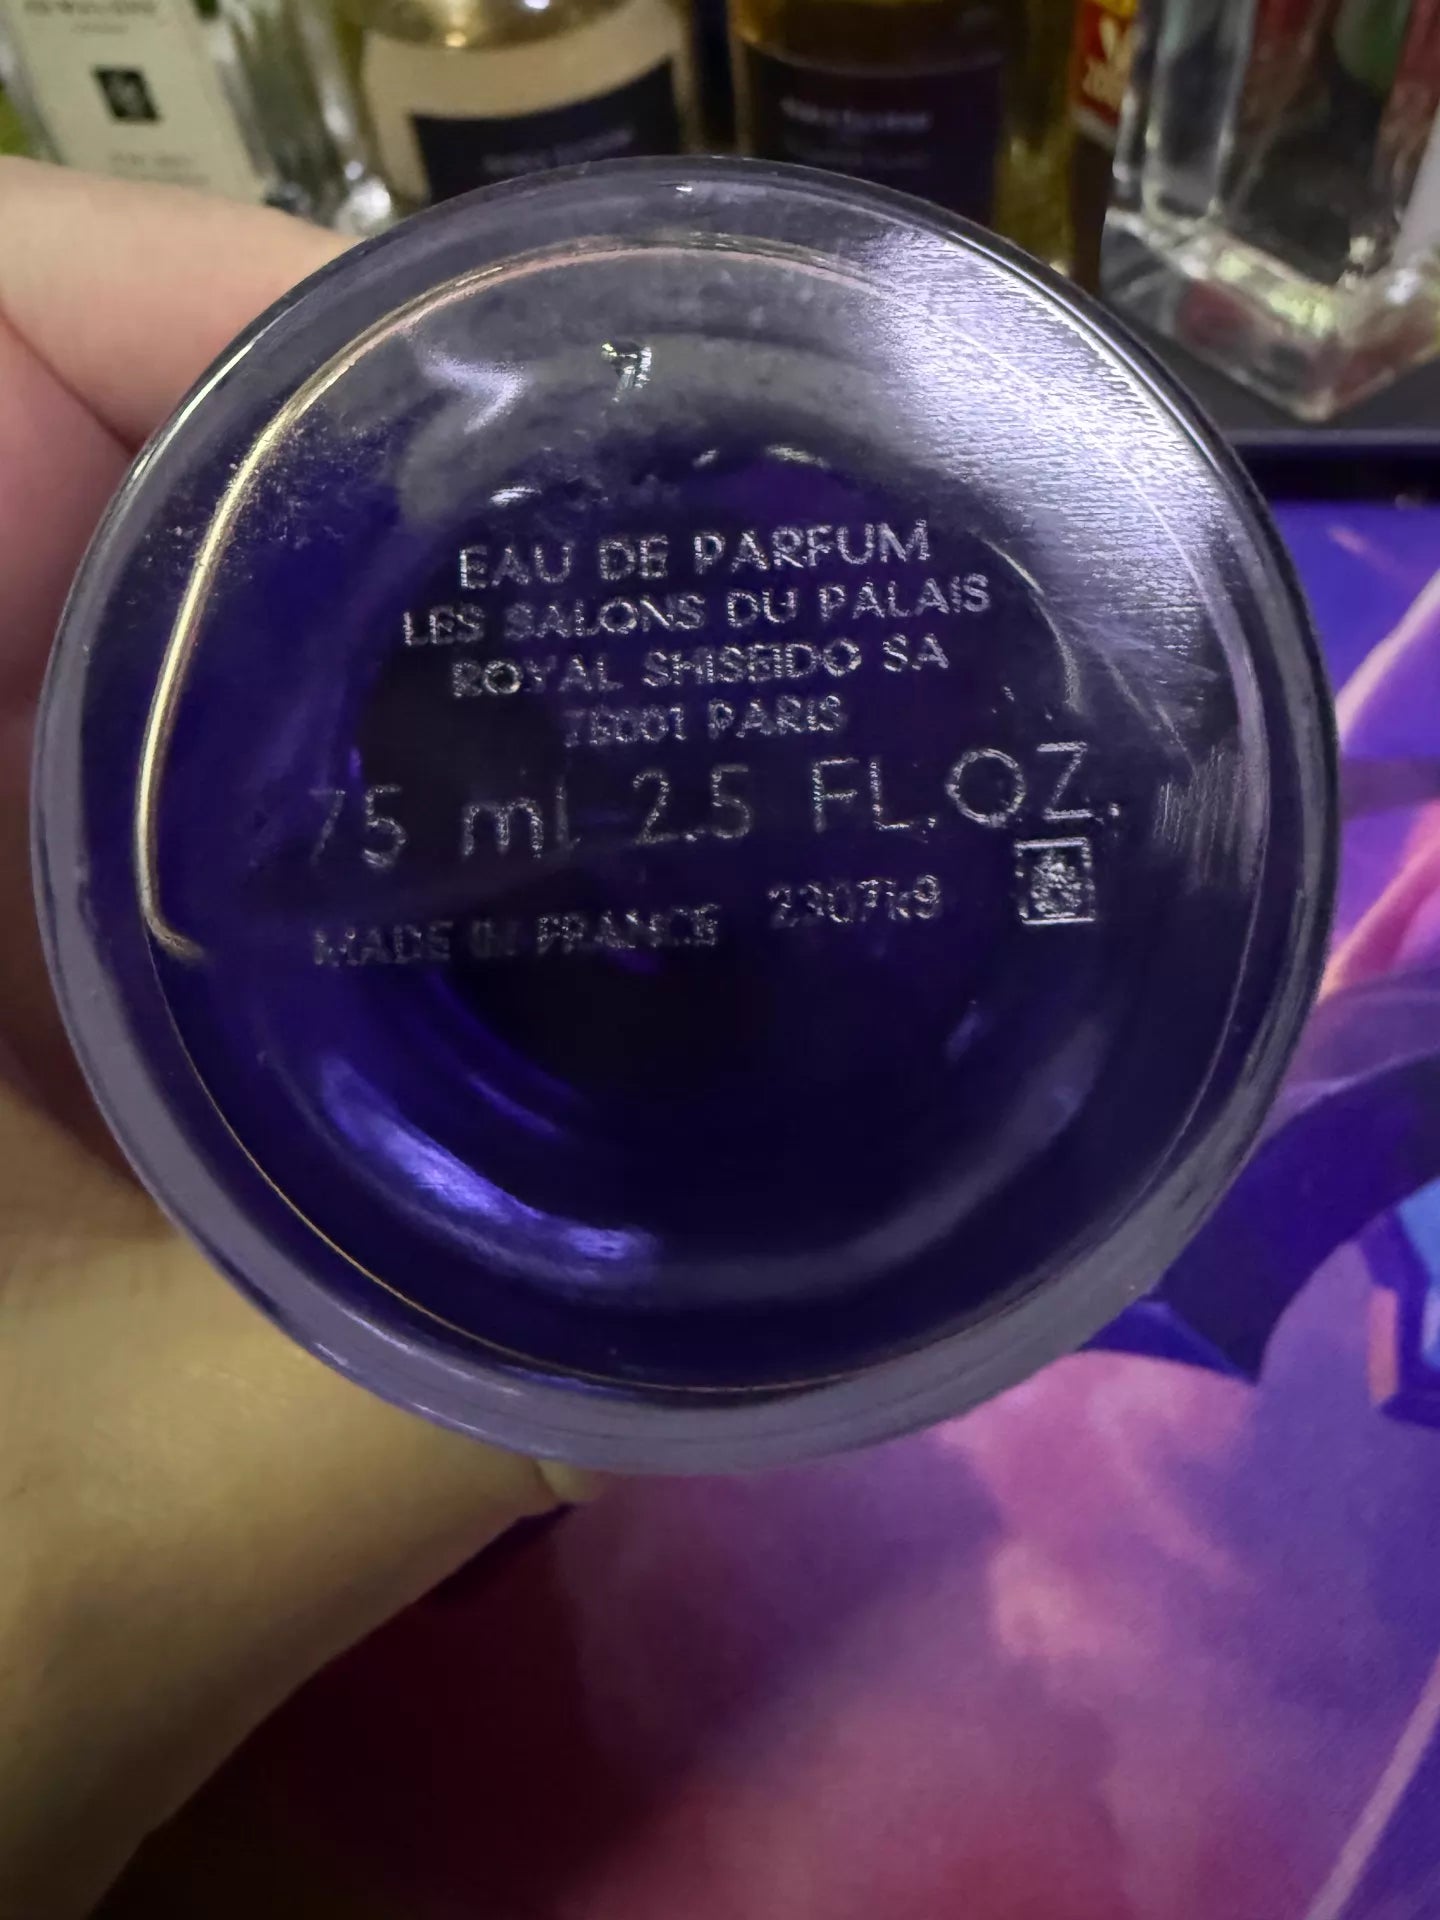 EAU DE PARFUM
LES SALONS DU PALAIS
ROYAL SHISEIDO SA
75001 PARIS
75 ml 2.5 FL.OZ.
MADE IN FRANCE